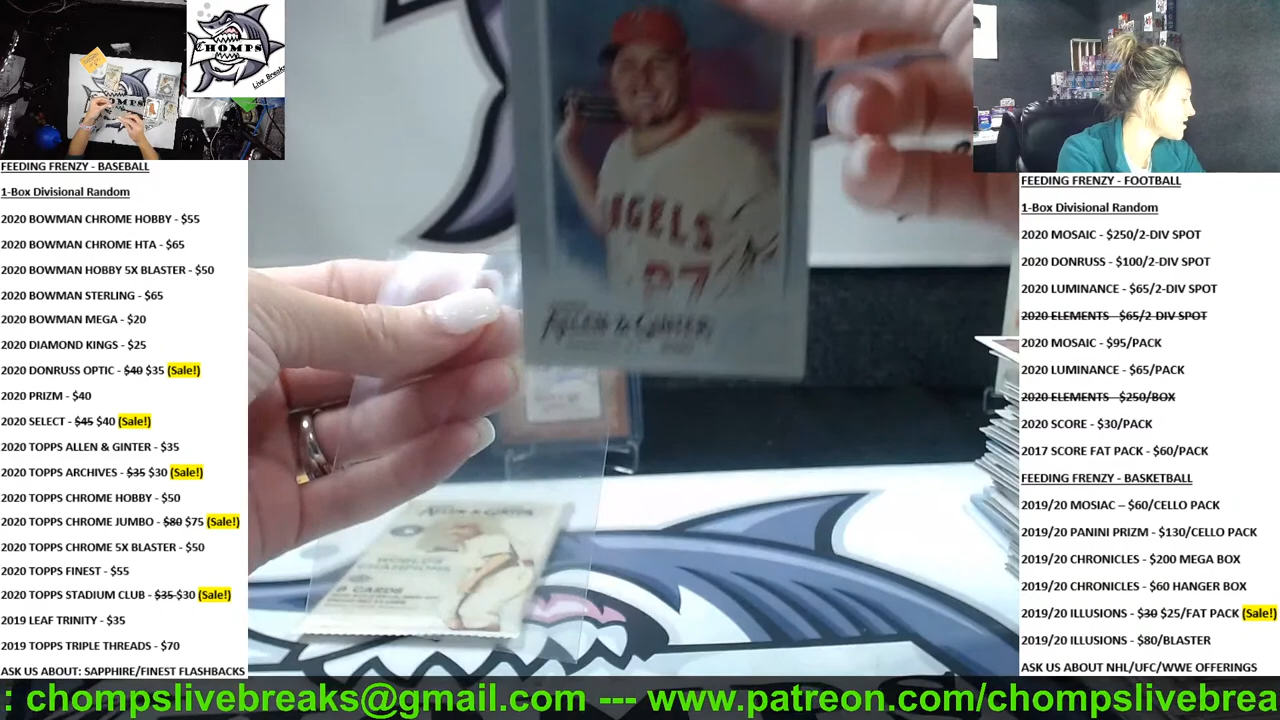 CHOMPS
Live Breaks
FEEDING FRENZY - BASEBALL
1-Box Divisional Random
2020 BOWMAN CHROME HOBBY - $55
2020 BOWMAN CHROME HTA - $65
2020 BOWMAN HOBBY 5X BLASTER - $50
2020 BOWMAN STERLING - $65
2020 BOWMAN MEGA - $20
2020 DIAMOND KINGS - $25
2020 DONRUSS OPTIC - $40 $35 (Sale!)
2020 PRIZM - $40
2020 SELECT - $45 $40 (Sale!)
2020 TOPPS ALLEN & GINTER - $35
2020 TOPPS ARCHIVES - $35 $30 (Sale!)
2020 TOPPS CHROME HOBBY - $50
2020 TOPPS CHROME JUMBO - $80 $75 (Sale!)
2020 TOPPS CHROME 5X BLASTER - $50
2020 TOPPS FINEST - $55
2020 TOPPS STADIUM CLUB - $35 $30 (Sale!)
2019 LEAF TRINITY - $35
2019 TOPPS TRIPLE THREADS - $70
ASK US ABOUT: SAPPHIRE/FINEST FLASHBACKS
ANGELS
27
ALLEN & GINTER
ALLEN & GINTER
WORLD'S
CHAMPIONS
8 CARDS
FEEDING FRENZY - FOOTBALL
1-Box Divisional Random
2020 MOSAIC - $250/2-DIV SPOT
2020 DONRUSS - $100/2-DIV SPOT
2020 LUMINANCE - $65/2-DIV SPOT
2020 ELEMENTS - $65/2-DIV SPOT
2020 MOSAIC - $95/PACK
2020 LUMINANCE - $65/PACK
2020 ELEMENTS - $250/BOX
2020 SCORE - $30/PACK
2017 SCORE FAT PACK - $60/PACK
FEEDING FRENZY - BASKETBALL
2019/20 MOSIAC – $60/CELLO PACK
2019/20 PANINI PRIZM - $130/CELLO PACK
2019/20 CHRONICLES - $200 MEGA BOX
2019/20 CHRONICLES - $60 HANGER BOX
2019/20 ILLUSIONS - $30 $25/FAT PACK (Sale!)
2019/20 ILLUSIONS - $80/BLASTER
ASK US ABOUT NHL/UFC/WWE OFFERINGS
: chompslivebreaks@gmail.com --- www.patreon.com/chompslivebrea